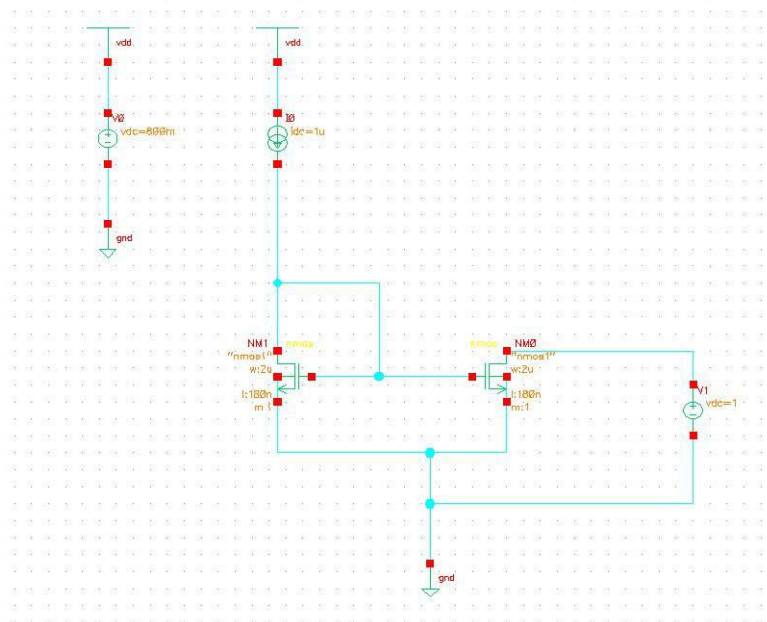 vdd
vdd
V0
vdc=800m
I0
idc=1u
gnd
NM1
nmos
nmos
NM0
"nmos1"
"nmos1"
w:2u
w:2u
l:180n
l:180n
m:1
V1
vdc=1
gnd